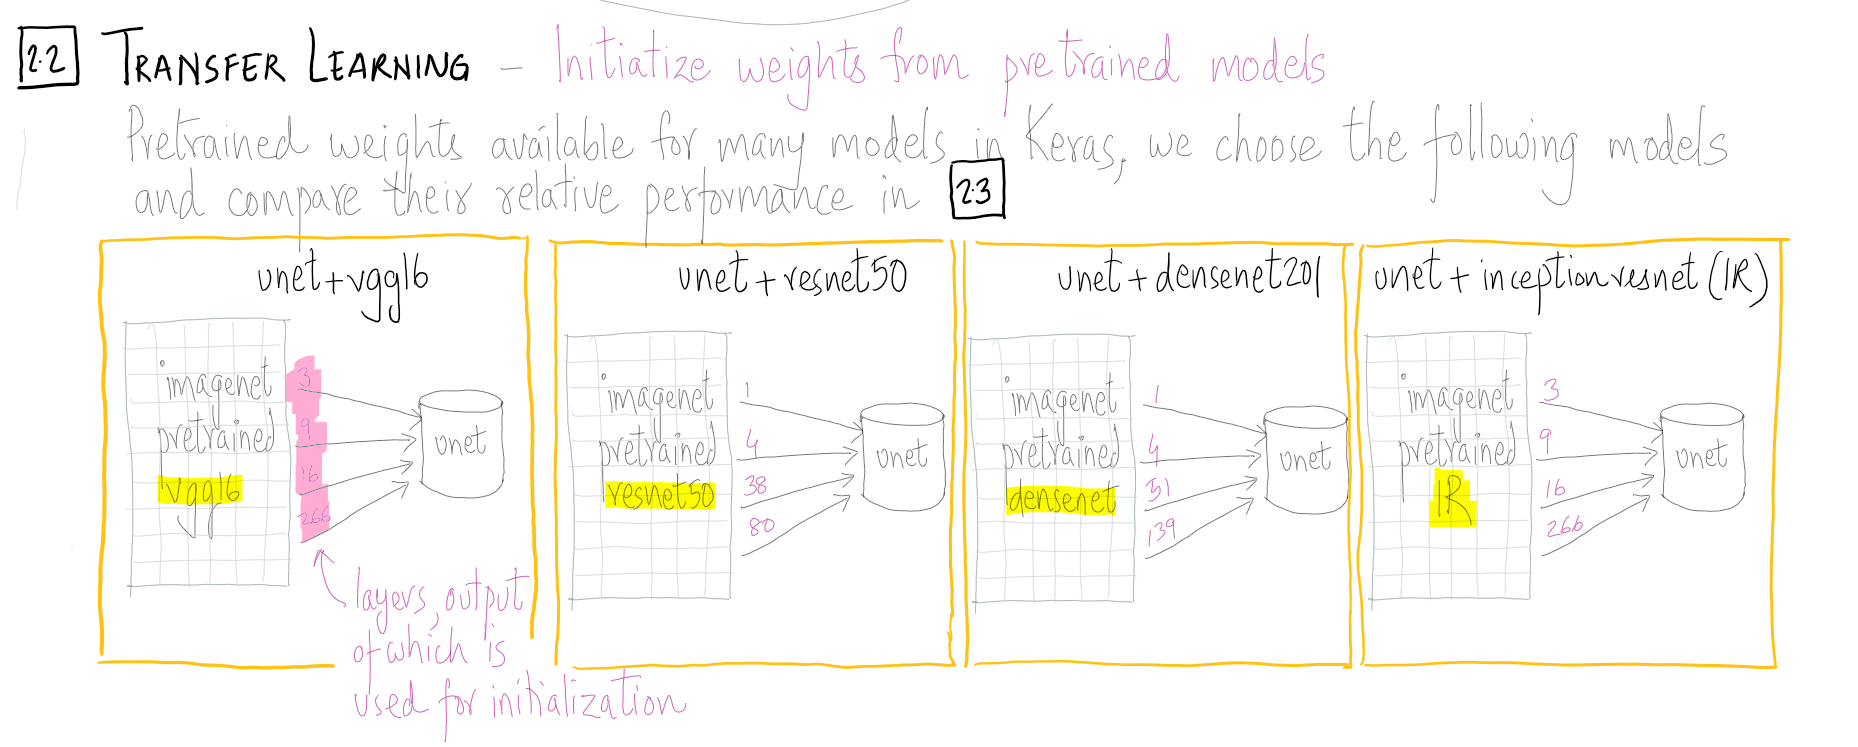 2.2 TRANSFER LEARNING - Initiatize weights from pretrained models
Pretrained weights available for many models in Keras, we choose the following models
and compare their relative performance in 2.3
unet+vgg16
imagenet
pretrained
vgg16
3
9
16
266
unet
layers, output
of which is
used for initialization
unet+resnet50
imagenet
pretrained
resnet50
1
4
38
80
unet
unet+densenet201
imagenet
pretrained
densenet
1
4
51
139
unet
unet+inceptionresnet (IR)
imagenet
pretrained
IR
3
9
16
266
unet